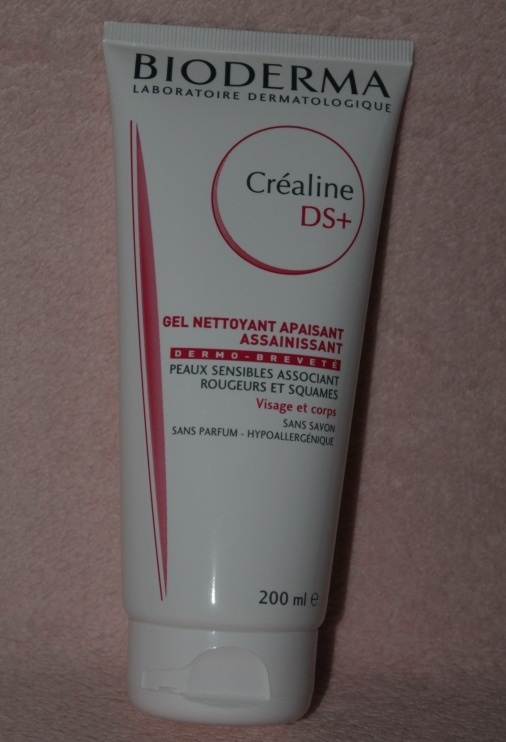 BIODERMA
LABORATOIRE DERMATOLOGIQUE
Créaline
DS+
GEL NETTOYANT APAISANT
ASSAINISSANT
DERMO-BREVETÉ
PEAUX SENSIBLES ASSOCIANT
ROUGEURS ET SQUAMES
Visage et corps
SANS SAVON
SANS PARFUM - HYPOALLERGÉNIQUE
200 ml ℮